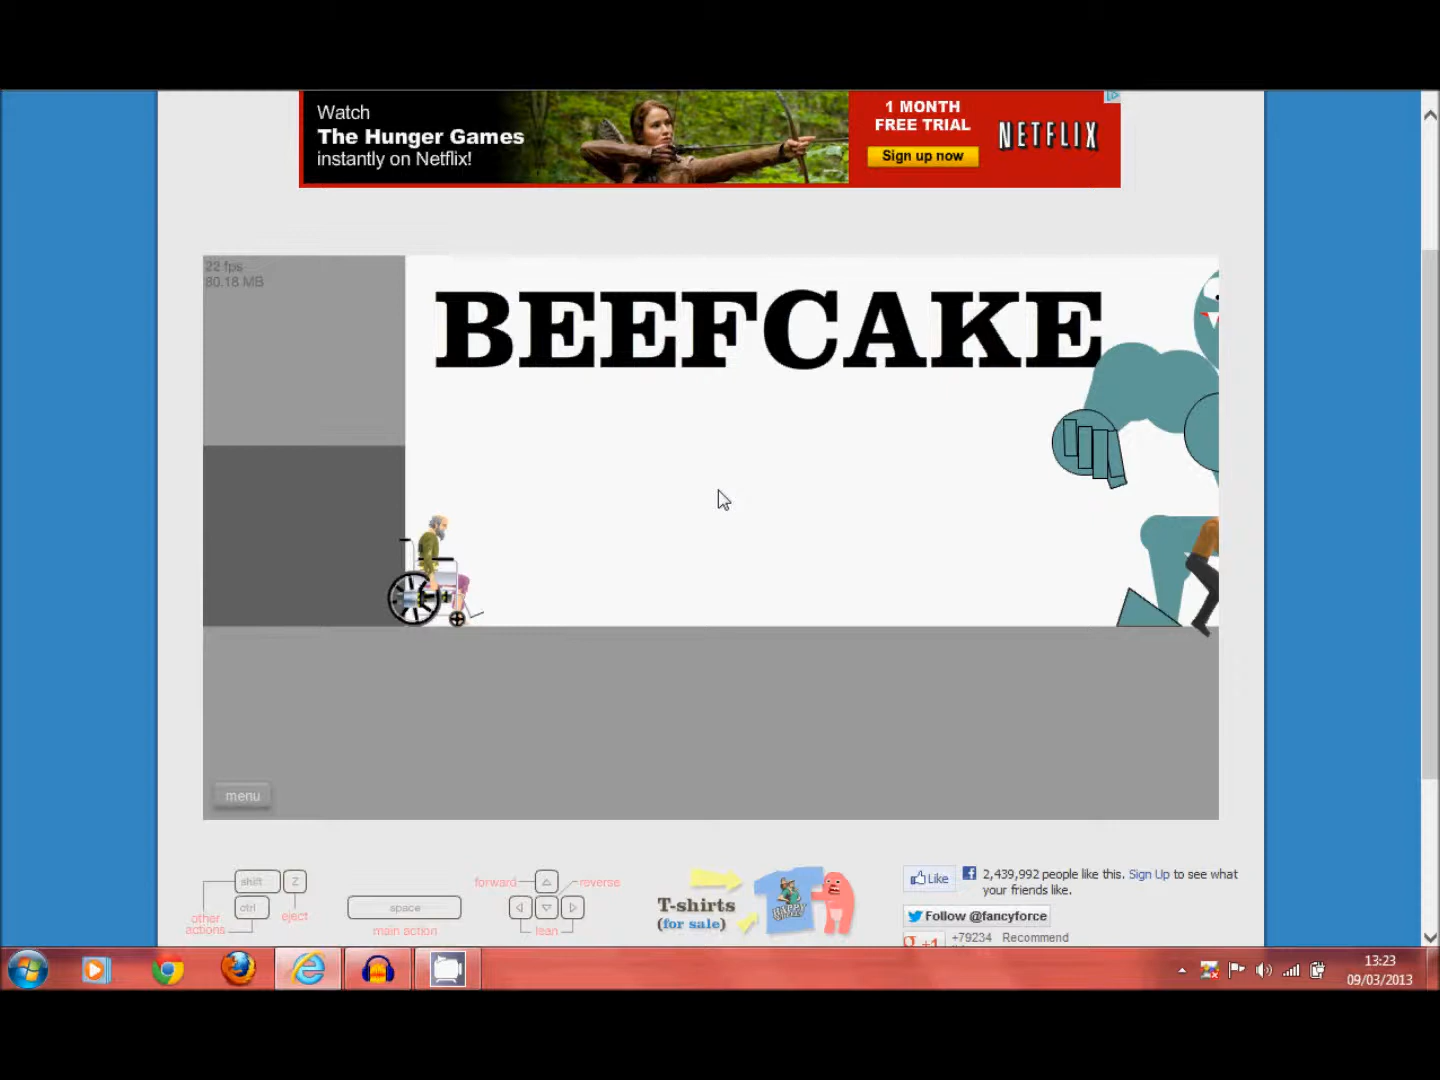 Watch
The Hunger Games
instantly on Netflix!
1 MONTH
FREE TRIAL
Sign up now
NETFLIX
22 fps
80.18 MB
BEEFCAKE
menu
shift
Z
ctrl
other
actions
eject
space
main action
forward
reverse
lean
T-shirts
(for sale)
HAPPY
Like
2,439,992 people like this. Sign Up to see what
your friends like.
Follow @fancyforce
+1
+79234 Recommend
13:23
09/03/2013